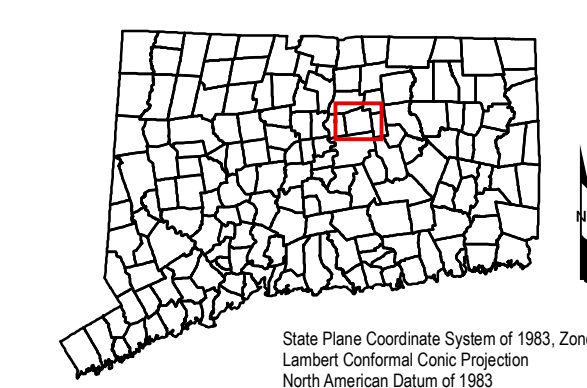 N
State Plane Coordinate System of 1983, Zon
Lambert Conformal Conic Projection
North American Datum of 1983